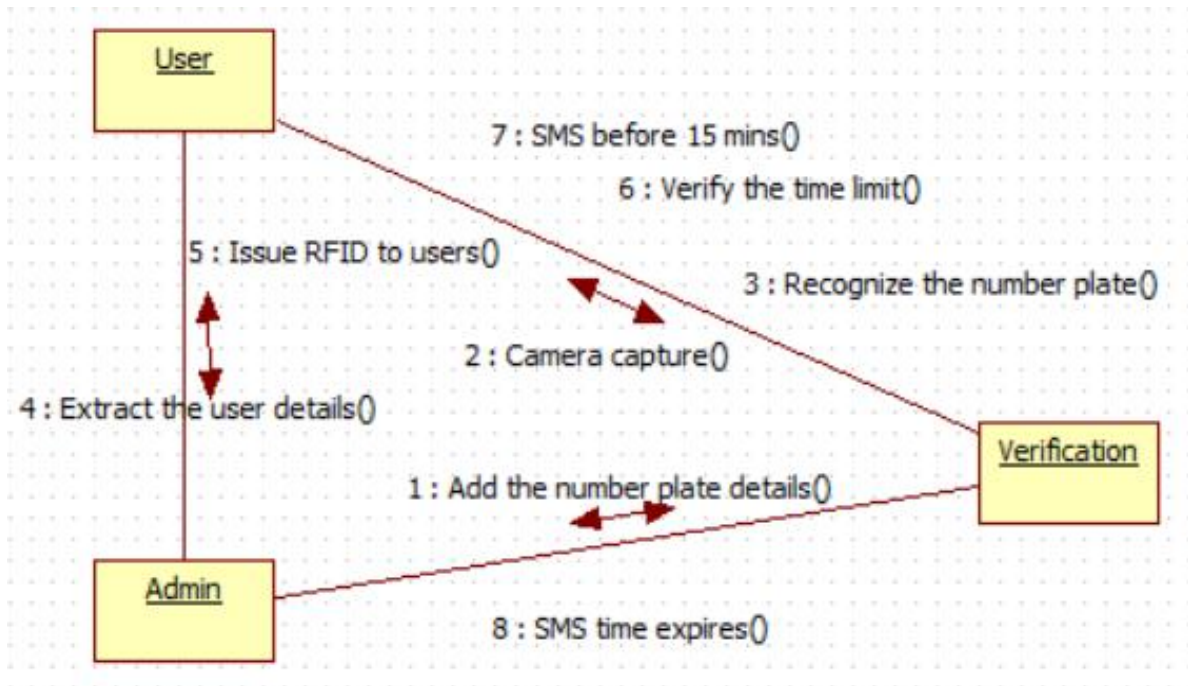 User
7 : SMS before 15 mins()
6 : Verify the time limit()
5 : Issue RFID to users()
3 : Recognize the number plate()
2 : Camera capture()
4 : Extract the user details()
Verification
1 : Add the number plate details()
Admin
8 : SMS time expires()